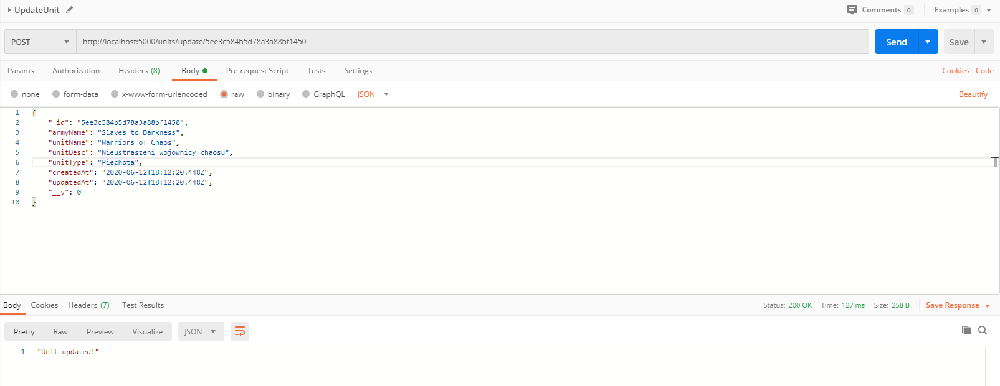 UpdateUnit
Comments 0 Examples 0
POST http://localhost:5000/units/update/5ee3c584b5d78a3a88bf1450 Send Save
Params Authorization Headers (8) Body Pre-request Script Tests Settings Cookies Code
none form-data x-www-form-urlencoded raw binary GraphQL JSON Beautify
1 {
2 "_id": "5ee3c584b5d78a3a88bf1450",
3 "armyName": "Slaves to Darkness",
4 "unitName": "Warriors of Chaos",
5 "unitDesc": "Nieustraszeni wojownicy chaosu",
6 "unitType": "Piechota",
7 "createdAt": "2020-06-12T18:12:20.448Z",
8 "updatedAt": "2020-06-12T18:12:20.448Z",
9 "__v": 0
10 }
Body Cookies Headers (7) Test Results Status: 200 OK Time: 127 ms Size: 258 B Save Response
Pretty Raw Preview Visualize JSON
1 "Unit updated!"